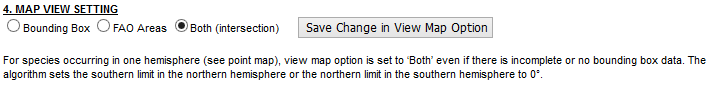 4. MAP VIEW SETTING
Bounding Box FAO Areas Both (intersection) Save Change in View Map Option
For species occurring in one hemisphere (see point map), view map option is set to 'Both' even if there is incomplete or no bounding box data. The
algorithm sets the southern limit in the northern hemisphere or the northern limit in the southern hemisphere to 0°.